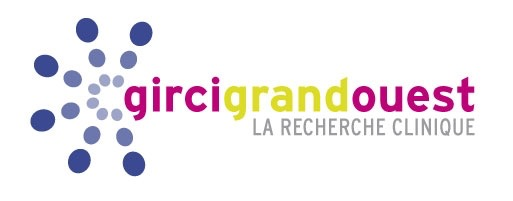 gircigrandouest
LA RECHERCHE CLINIQUE